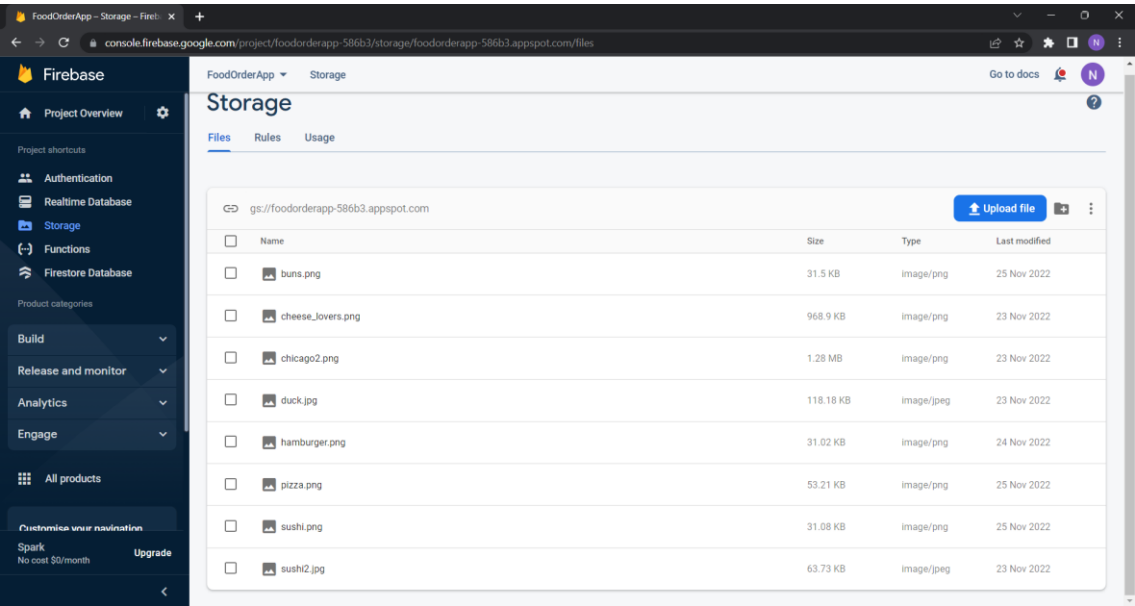 FoodOrderApp – Storage – Fireb
console.firebase.google.com/project/foodorderapp-586b3/storage/foodorderapp-586b3.appspot.com/files
N
Firebase
FoodOrderApp
Storage
Go to docs
N
Project Overview
Storage
Files
Rules
Usage
Project shortcuts
Authentication
Realtime Database
Storage
Functions
Firestore Database
Product categories
Build
Release and monitor
Analytics
Engage
All products
Customise your navigation
Spark
No cost $0/month
Upgrade
gs://foodorderapp-586b3.appspot.com
Upload file
Name Size Type Last modified
buns.png 31.5 KB image/png 25 Nov 2022
cheese_lovers.png 968.9 KB image/png 23 Nov 2022
chicago2.png 1.28 MB image/png 23 Nov 2022
duck.jpg 118.18 KB image/jpeg 23 Nov 2022
hamburger.png 31.02 KB image/png 24 Nov 2022
pizza.png 53.21 KB image/png 25 Nov 2022
sushi.png 31.08 KB image/png 25 Nov 2022
sushi2.jpg 63.73 KB image/jpeg 23 Nov 2022